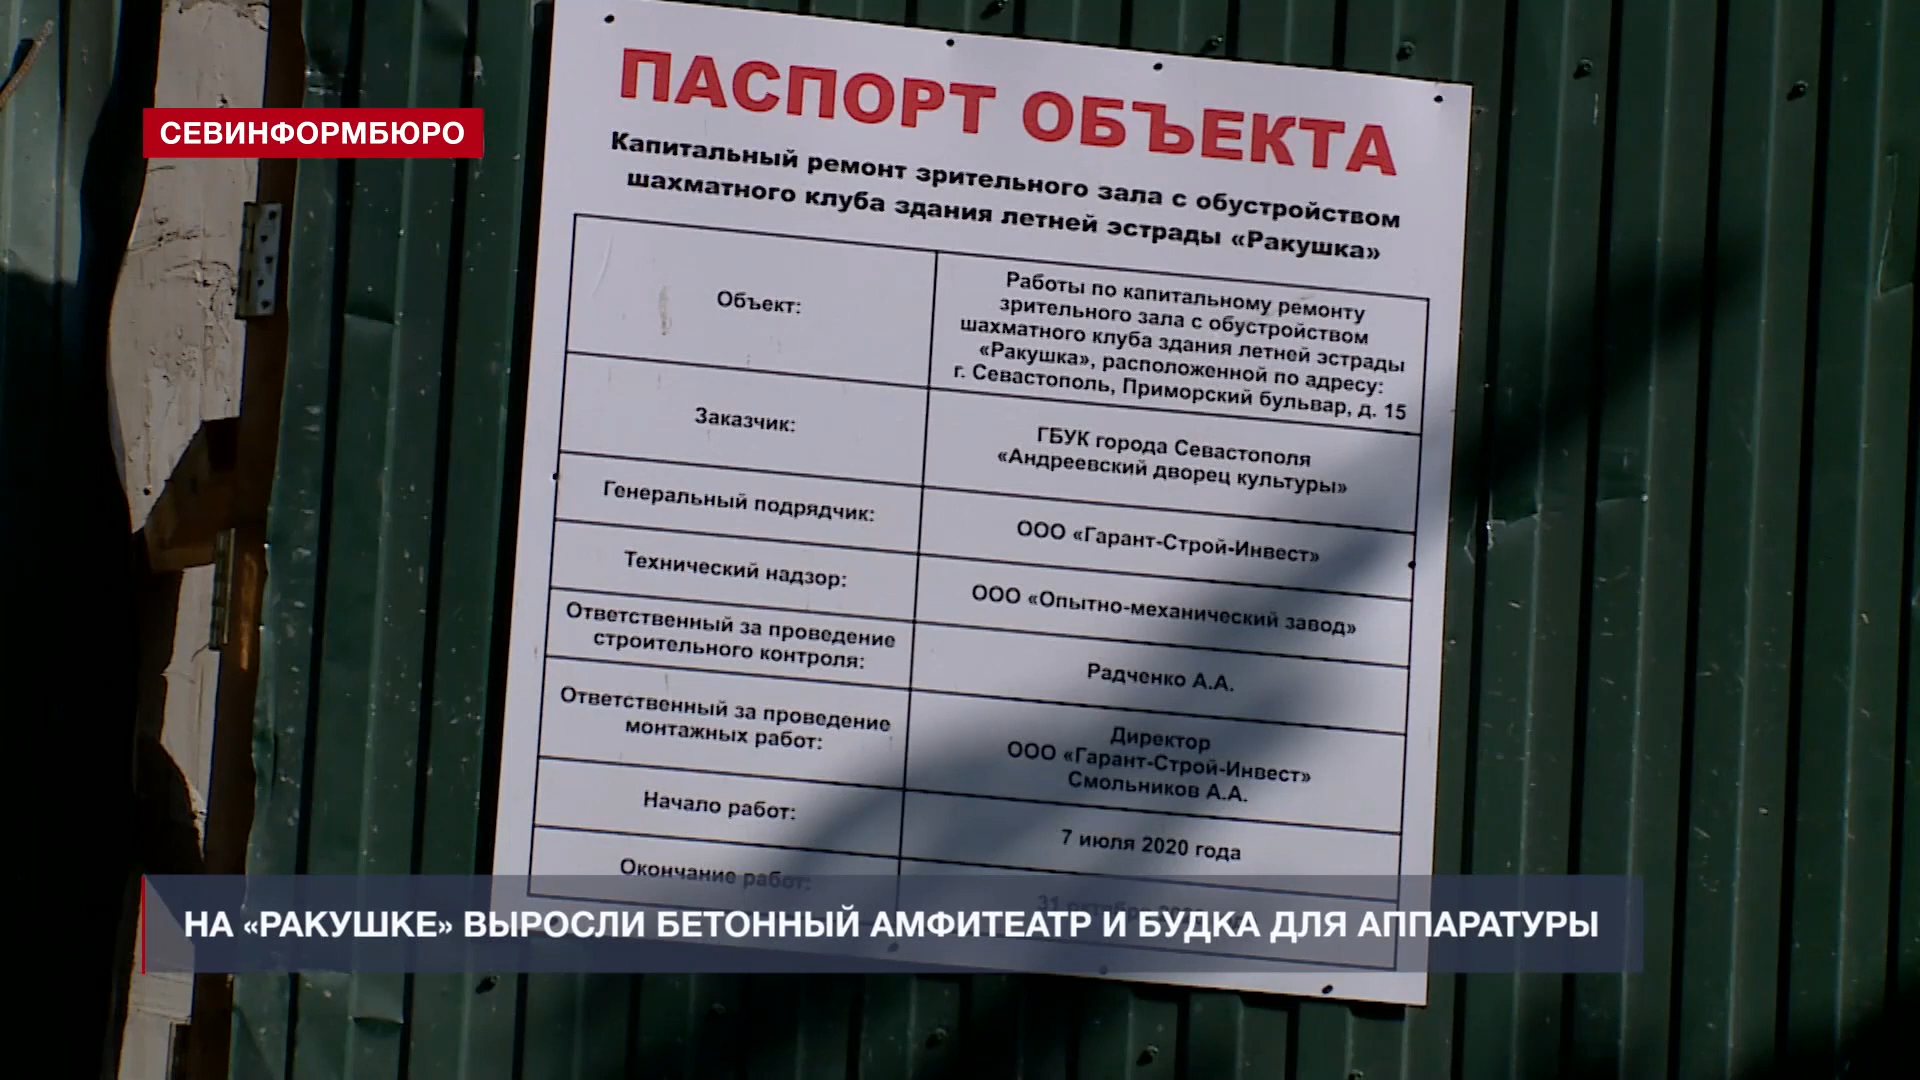 СЕВИНФОРМБЮРО
ПАСПОРТ ОБЪЕКТА
Капитальный ремонт зрительного зала с обустройством
шахматного клуба здания летней эстрады «Ракушка»
Объект:
Работы по капитальному ремонту
зрительного зала с обустройством
шахматного клуба здания летней эстрады
«Ракушка», расположенной по адресу:
г. Севастополь, Приморский бульвар, д. 15
Заказчик:
ГБУК города Севастополя
«Андреевский дворец культуры»
Генеральный подрядчик:
ООО «Гарант-Строй-Инвест»
Технический надзор:
ООО «Опытно-механический завод»
Ответственный за проведение
строительного контроля:
Радченко А.А.
Ответственный за проведение
монтажных работ:
Директор
ООО «Гарант-Строй-Инвест»
Смольников А.А.
Начало работ:
7 июля 2020 года
Окончание работ:
31 октября
НА «РАКУШКЕ» ВЫРОСЛИ БЕТОННЫЙ АМФИТЕАТР И БУДКА ДЛЯ АППАРАТУРЫ